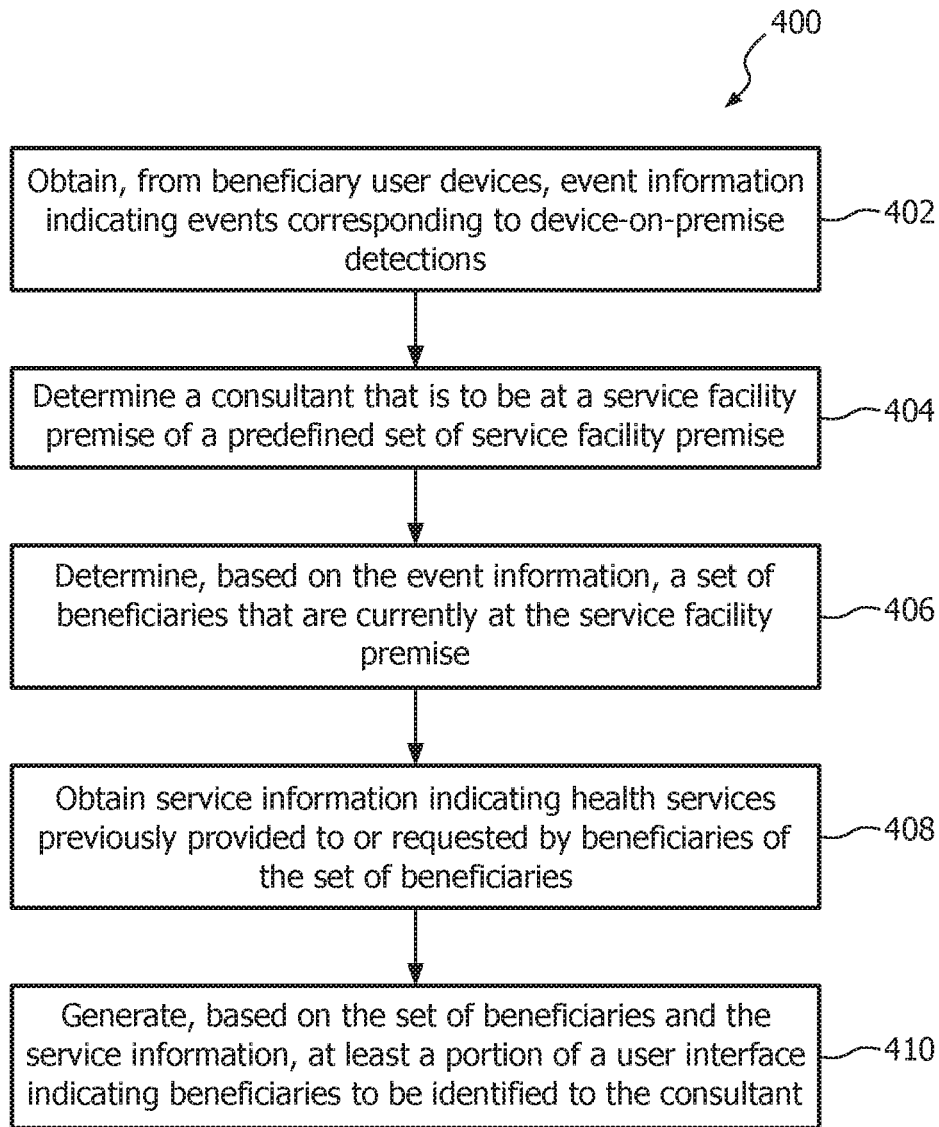 400
Obtain, from beneficiary user devices, event information
indicating events corresponding to device-on-premise
detections
402
Determine a consultant that is to be at a service facility
premise of a predefined set of service facility premise
404
Determine, based on the event information, a set of
beneficiaries that are currently at the service facility
premise
406
Obtain service information indicating health services
previously provided to or requested by beneficiaries of
the set of beneficiaries
408
Generate, based on the set of beneficiaries and the
service information, at least a portion of a user interface
indicating beneficiaries to be identified to the consultant
410